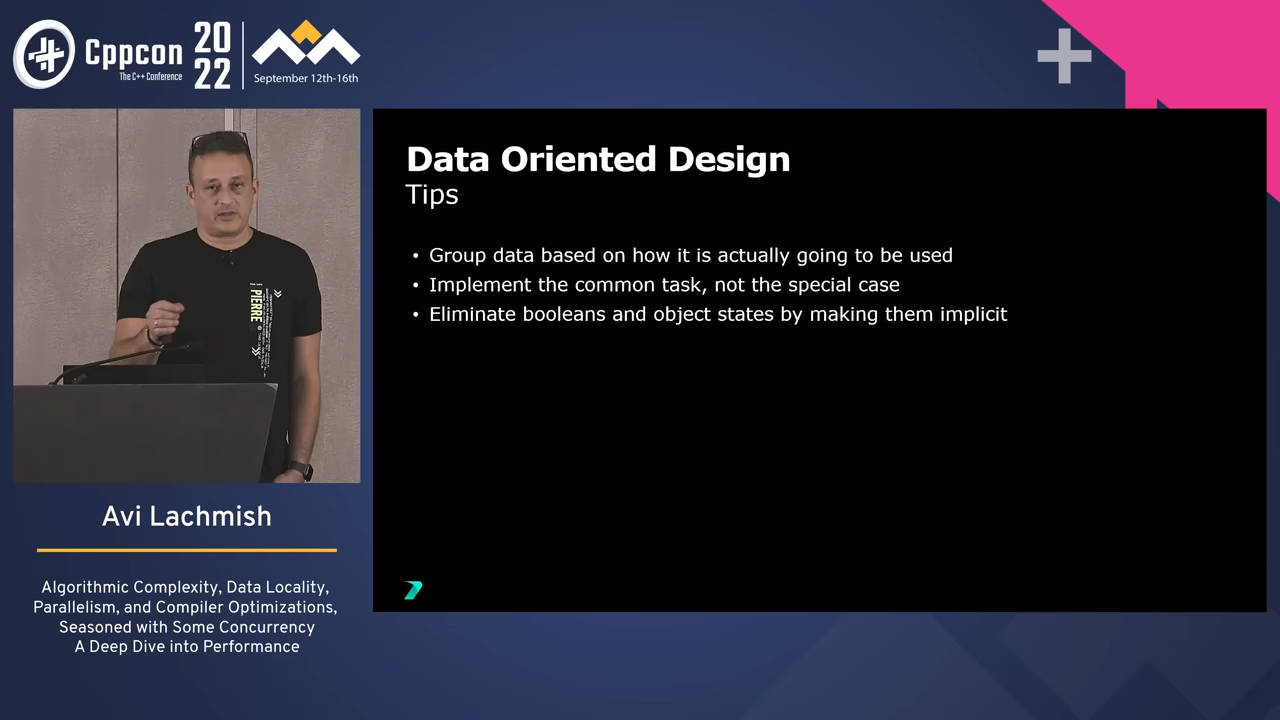 Cppcon
The C++ Conference
20
22
September 12th-16th
Data Oriented Design
Tips
• Group data based on how it is actually going to be used
• Implement the common task, not the special case
• Eliminate booleans and object states by making them implicit
PIERRE
Avi Lachmish
Algorithmic Complexity, Data Locality,
Parallelism, and Compiler Optimizations,
Seasoned with Some Concurrency
A Deep Dive into Performance